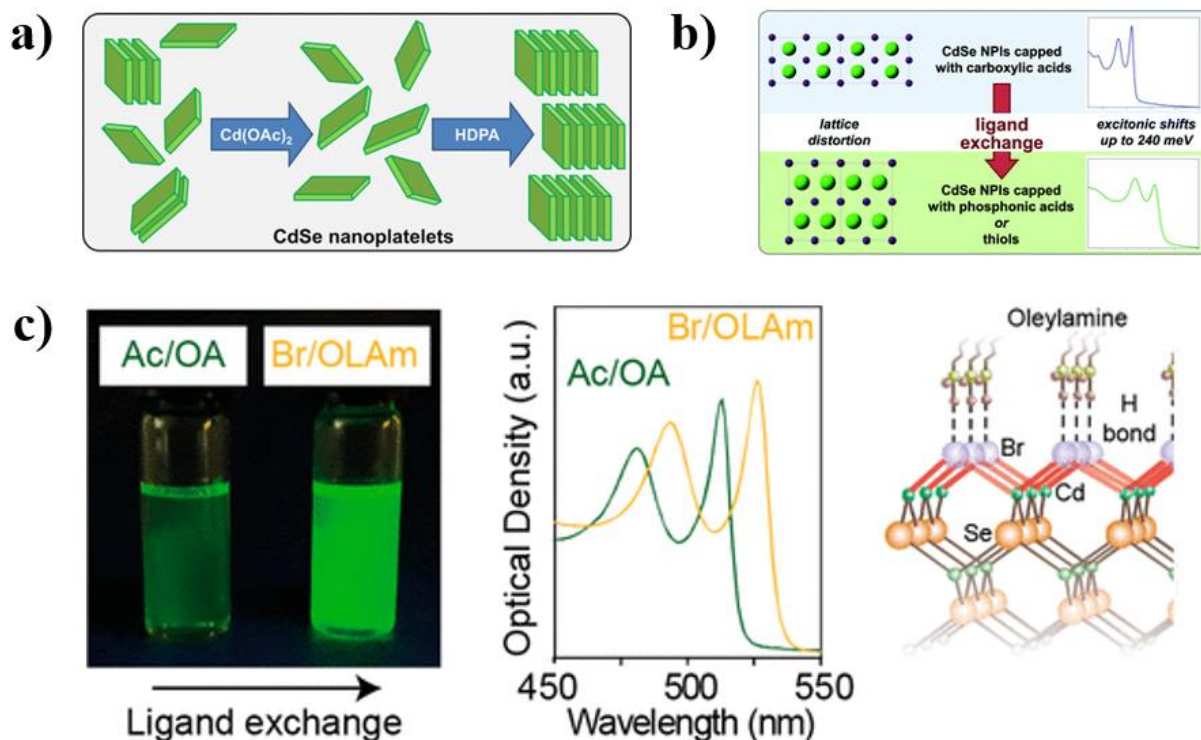 a)
Cd(OAc)₂
HDPA
CdSe nanoplatelets
b)
CdSe NPls capped
with carboxylic acids
lattice
distortion
ligand
exchange
excitonic shifts
up to 240 meV
CdSe NPls capped
with phosphonic acids
or
thiols
c)
Ac/OA
Br/OLAm
Ligand exchange
Optical Density (a.u.)
Br/OLAm
Ac/OA
450
500
550
Wavelength (nm)
Oleylamine
H
bond
Br
Cd
Se